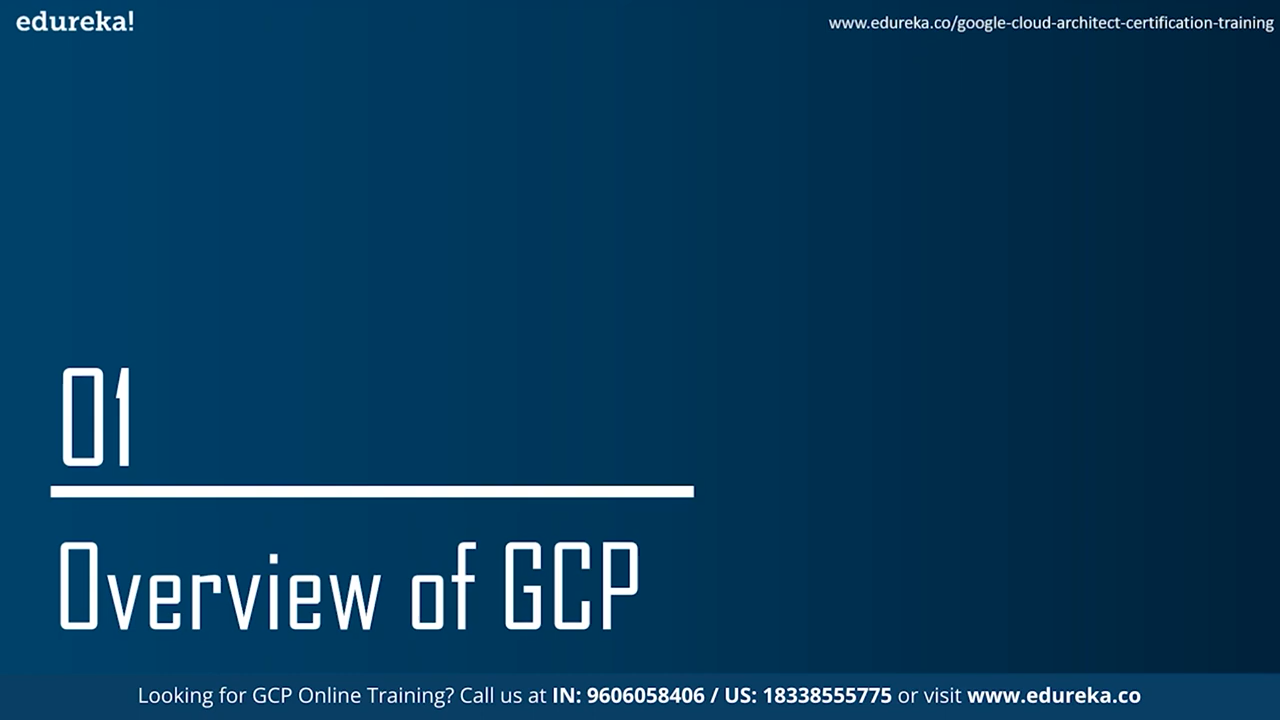 edureka!
www.edureka.co/google-cloud-architect-certification-training
01
Overview of GCP
Looking for GCP Online Training? Call us at IN: 9606058406 / US: 18338555775 or visit www.edureka.co